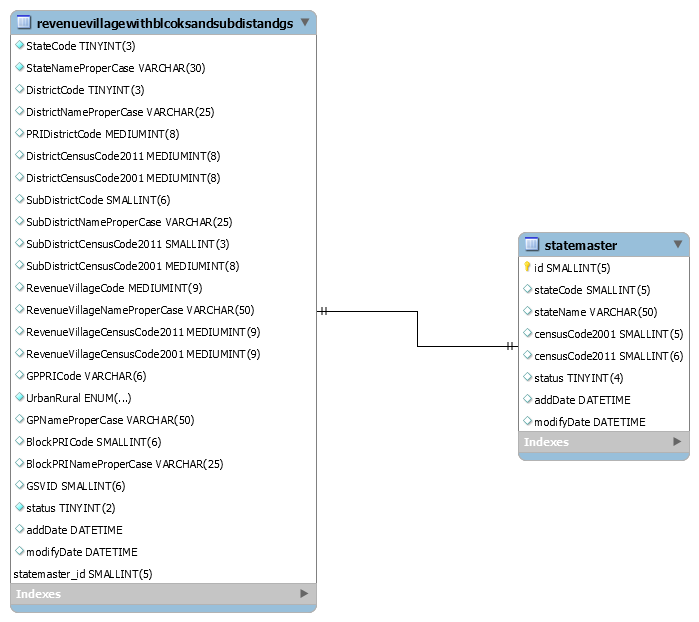 revenuevillagewithblcoksandsubdistandgs
StateCode TINYINT(3)
StateNameProperCase VARCHAR(30)
DistrictCode TINYINT(3)
DistrictNameProperCase VARCHAR(25)
PRIDistrictCode MEDIUMINT(8)
DistrictCensusCode2011 MEDIUMINT(8)
DistrictCensusCode2001 MEDIUMINT(8)
SubDistrictCode SMALLINT(6)
SubDistrictNameProperCase VARCHAR(25)
SubDistrictCensusCode2011 SMALLINT(3)
SubDistrictCensusCode2001 MEDIUMINT(8)
RevenueVillageCode MEDIUMINT(9)
RevenueVillageNameProperCase VARCHAR(50)
RevenueVillageCensusCode2011 MEDIUMINT(9)
RevenueVillageCensusCode2001 MEDIUMINT(9)
GPPRICode VARCHAR(6)
UrbanRural ENUM(...)
GPNameProperCase VARCHAR(50)
BlockPRICode SMALLINT(6)
BlockPRINameProperCase VARCHAR(25)
GSVID SMALLINT(6)
status TINYINT(2)
addDate DATETIME
modifyDate DATETIME
statemaster_id SMALLINT(5)
Indexes
statemaster
id SMALLINT(5)
stateCode SMALLINT(5)
stateName VARCHAR(50)
censusCode2001 SMALLINT(5)
censusCode2011 SMALLINT(6)
status TINYINT(4)
addDate DATETIME
modifyDate DATETIME
Indexes